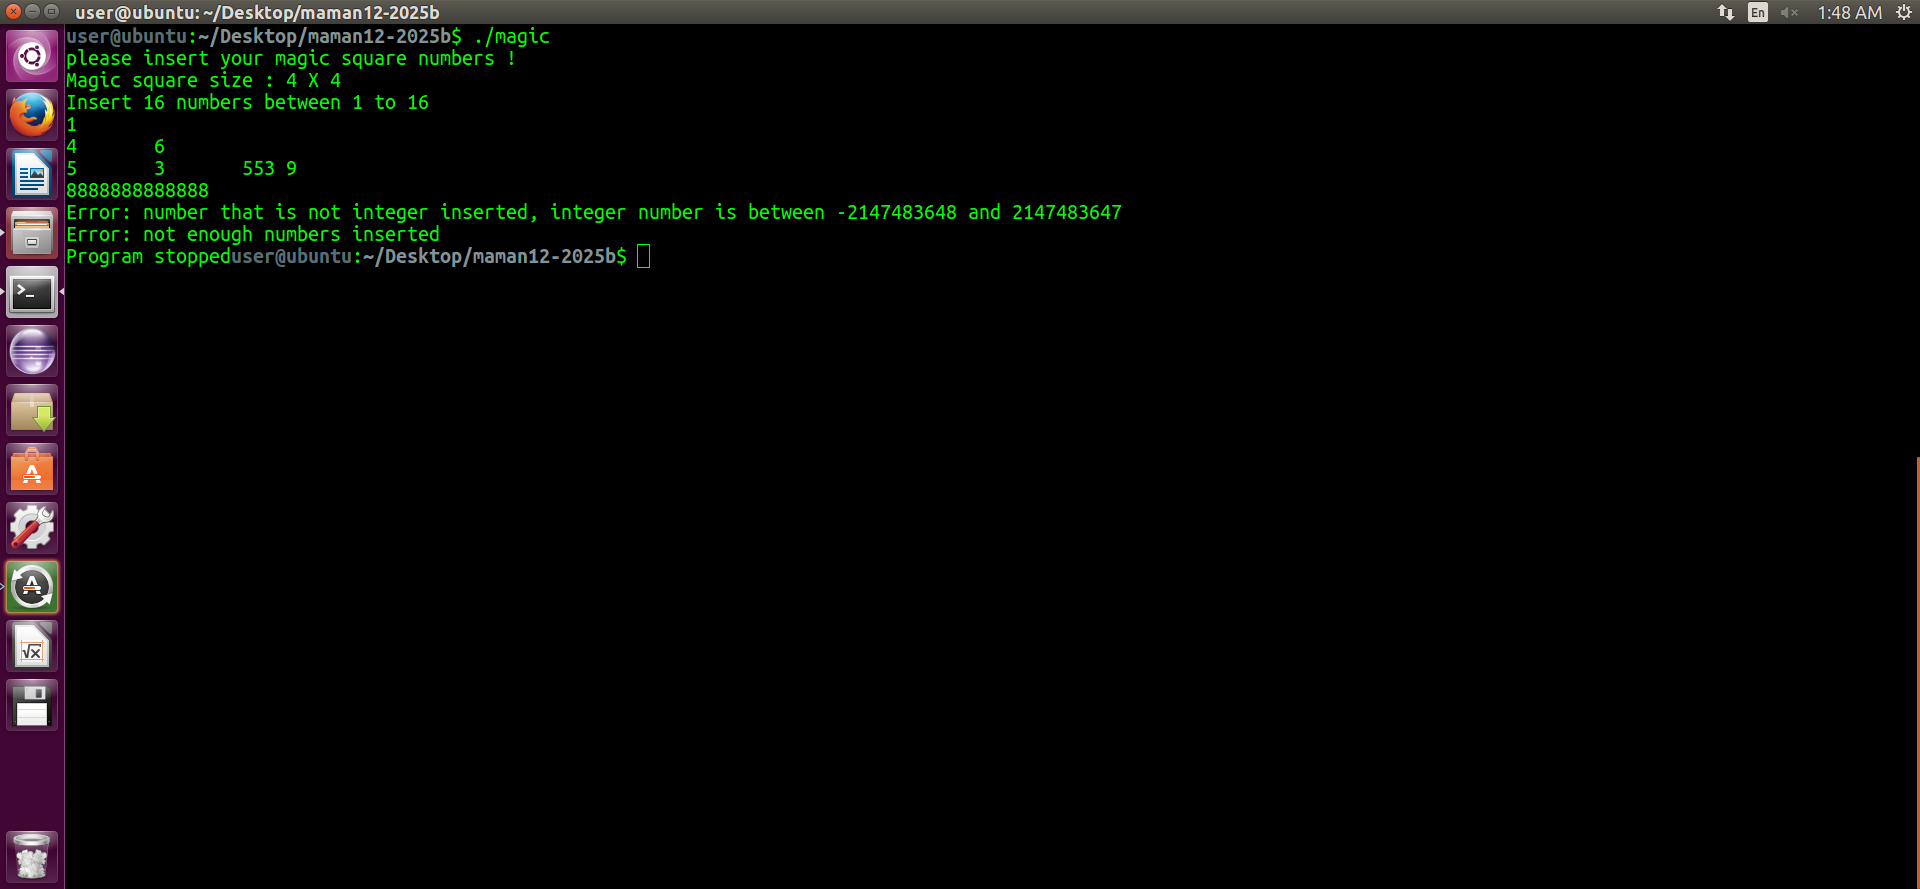 user@ubuntu: ~/Desktop/maman12-2025b
En
1:48 AM
user@ubuntu:~/Desktop/maman12-2025b$ ./magic
please insert your magic square numbers !
Magic square size : 4 X 4
Insert 16 numbers between 1 to 16
1
4       6
5       3       553 9
8888888888888
Error: number that is not integer inserted, integer number is between -2147483648 and 2147483647
Error: not enough numbers inserted
Program stoppeduser@ubuntu:~/Desktop/maman12-2025b$